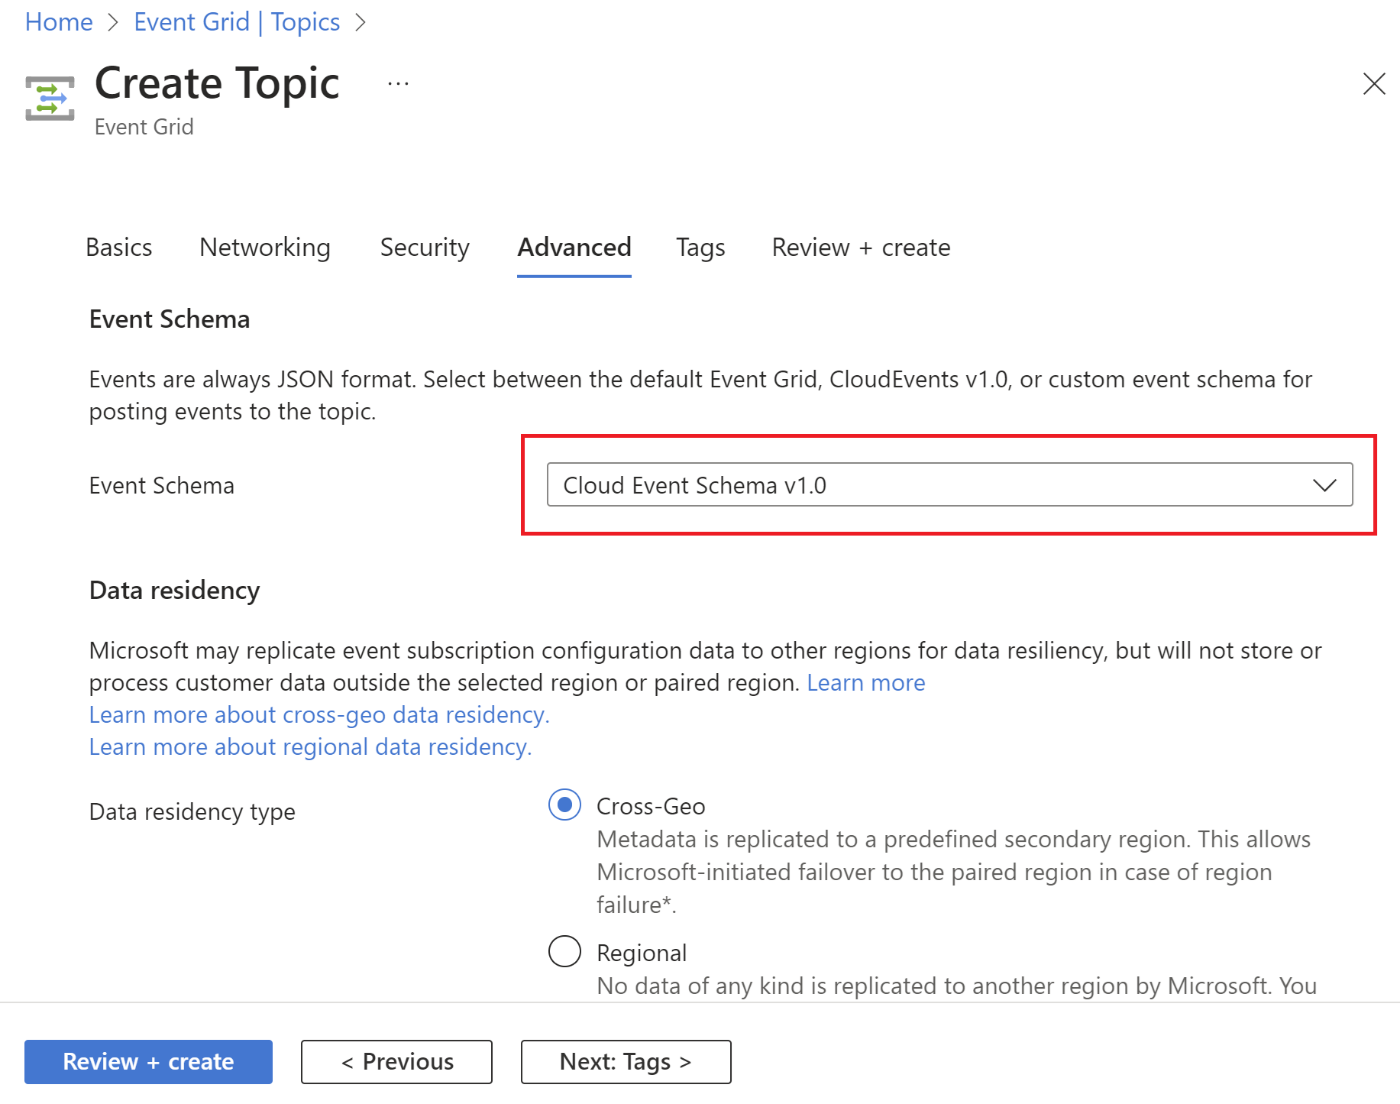 Home > Event Grid | Topics >
Create Topic ...
Event Grid
Basics Networking Security Advanced Tags Review + create
Event Schema
Events are always JSON format. Select between the default Event Grid, CloudEvents v1.0, or custom event schema for
posting events to the topic.
Event Schema Cloud Event Schema v1.0
Data residency
Microsoft may replicate event subscription configuration data to other regions for data resiliency, but will not store or
process customer data outside the selected region or paired region. Learn more
Learn more about cross-geo data residency.
Learn more about regional data residency.
Data residency type
Cross-Geo
Metadata is replicated to a predefined secondary region. This allows
Microsoft-initiated failover to the paired region in case of region
failure*.
Regional
No data of any kind is replicated to another region by Microsoft. You
Review + create < Previous Next: Tags >